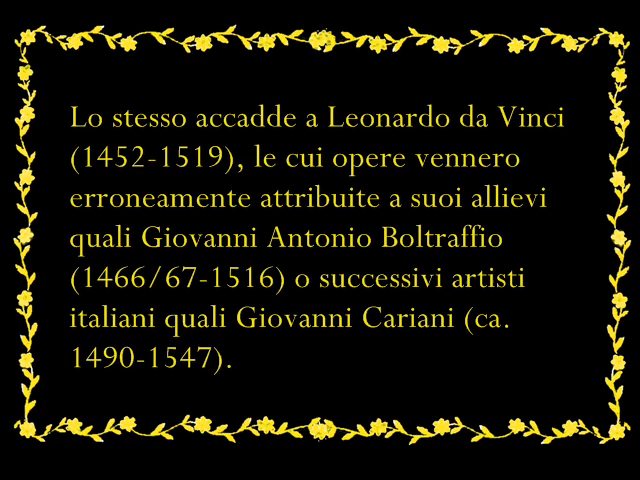 Lo stesso accadde a Leonardo da Vinci
(1452-1519), le cui opere vennero
erroneamente attribuite a suoi allievi
quali Giovanni Antonio Boltraffio
(1466/67-1516) o successivi artisti
italiani quali Giovanni Cariani (ca.
1490-1547).